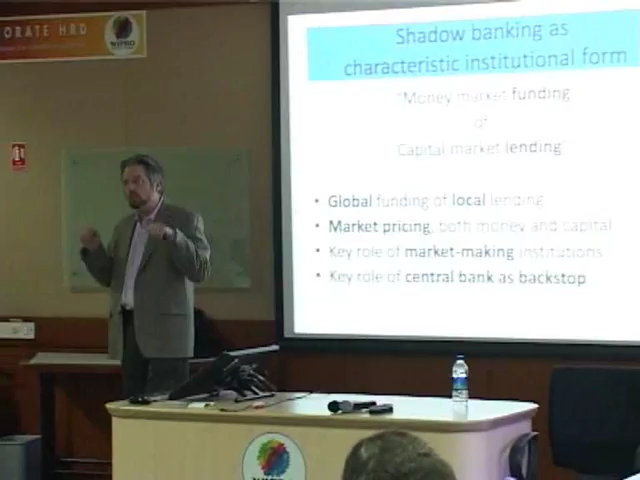 ORATE HRD
WIPRO
Shadow banking as
characteristic institutional form
"Money market funding
of
Capital market lending"
• Global funding of local lending
• Market pricing, both money and capital
• Key role of market-making institutions
• Key role of central bank as backstop